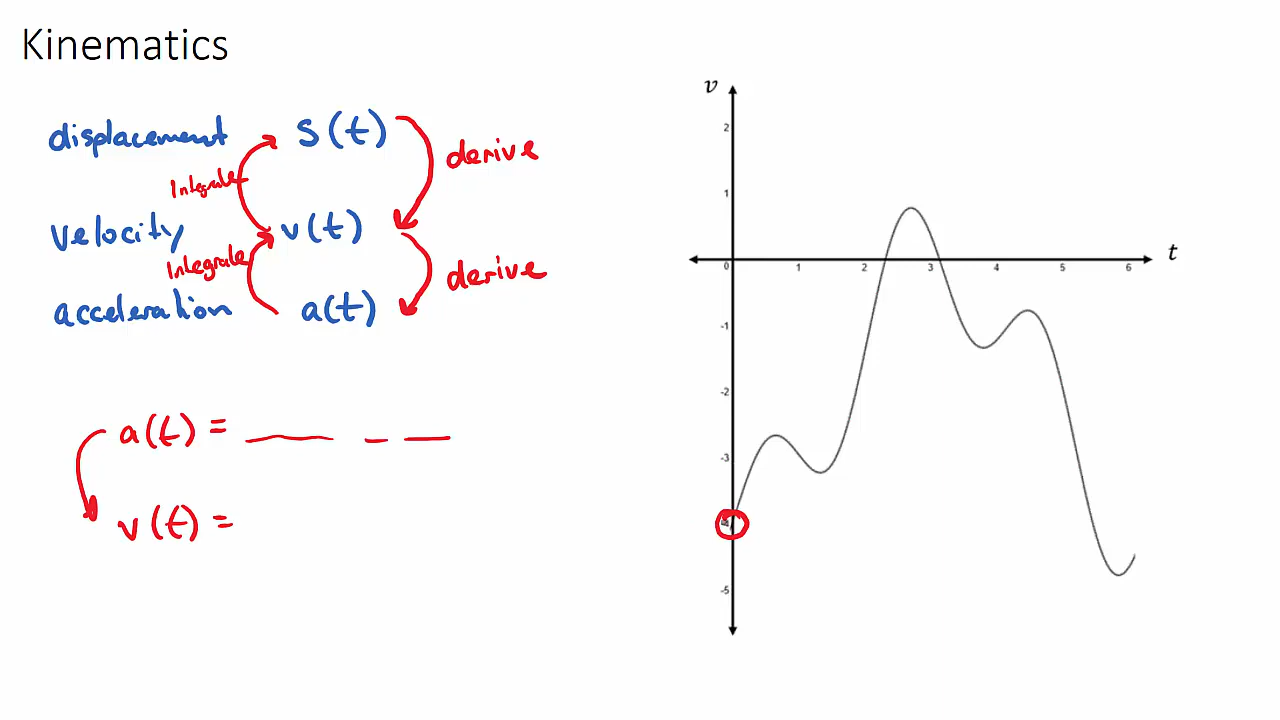 Kinematics
displacement s(t)
Integrate derive
velocity v(t)
Integrate derive
acceleration a(t)
a(t) =
v(t) =
v
2
1
0 1 2 3 4 5 6 t
-1
-2
-3
-5